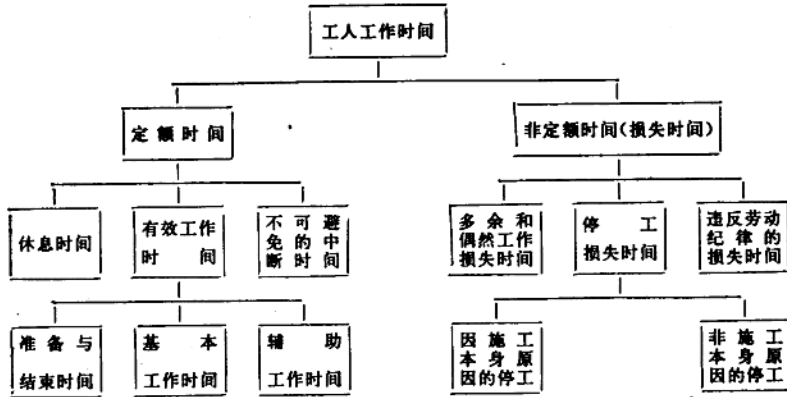 工人工作时间
定额时间
非定额时间(损失时间)
休息时间
有效工作
时间
不可避
免的中
断时间
多余和
偶然工作
损失时间
停工
损失时间
违反劳动
纪律的
损失时间
准备与
结束时间
基本
工作时间
辅助
工作时间
因施工
本身原
因的停工
非施工
本身原
因的停工